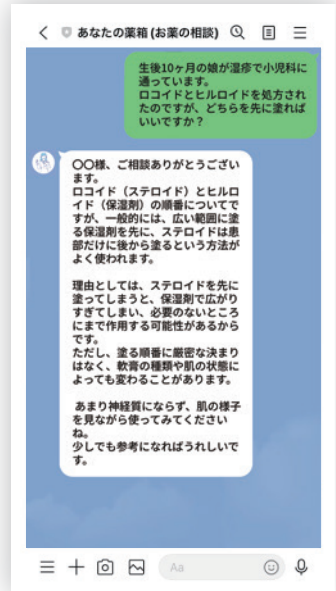 あなたの薬箱 (お薬の相談)
生後10ヶ月の娘が湿疹で小児科に
通っています。
ロコイドとヒルロイドを処方され
たのですが、どちらを先に塗れば
いいですか？
〇〇様、ご相談ありがとうござい
ます。
ロコイド（ステロイド）とヒルロ
イド（保湿剤）の順番についてで
すが、一般的には、広い範囲に塗
る保湿剤を先に、ステロイドは患
部だけに後から塗るという方法が
よく使われます。
理由としては、ステロイドを先に
塗ってしまうと、保湿剤で広がり
すぎてしまい、必要のないところ
にまで作用する可能性があるから
です。
ただし、塗る順番に厳密な決まり
はなく、軟膏の種類や肌の状態に
よっても変わることがあります。
あまり神経質にならず、肌の様子
を見ながら使ってみてください
ね。
少しでも参考になればうれしいで
す。
Aa